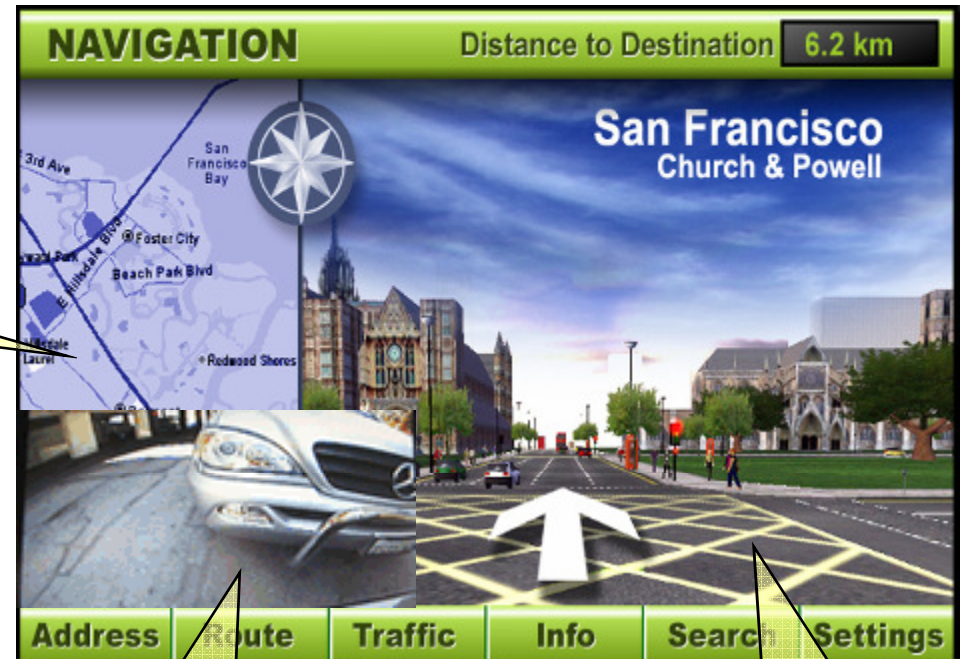 NAVIGATION
Distance to Destination 6.2 km
San Francisco
Church & Powell
3rd Ave
San
Francisco
Bay
Foster City
E Hillsdale Blvd
Beach Park Blvd
Laurel
Redwood Shores
Address Route Traffic Info Search Settings